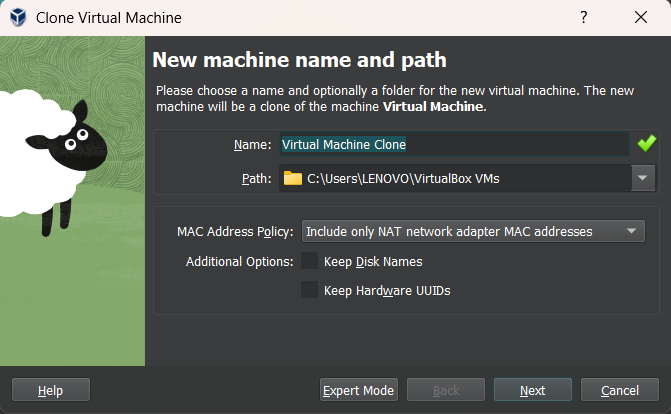 Clone Virtual Machine
?
New machine name and path
Please choose a name and optionally a folder for the new virtual machine. The new
machine will be a clone of the machine Virtual Machine.
Name: Virtual Machine Clone
Path: C:\Users\LENOVO\VirtualBox VMs
MAC Address Policy: Include only NAT network adapter MAC addresses
Additional Options: Keep Disk Names
Keep Hardware UUIDs
Help Expert Mode Back Next Cancel